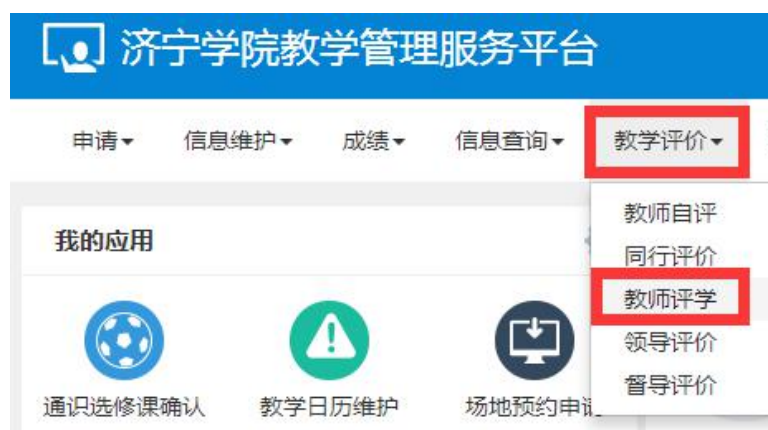 济宁学院教学管理服务平台
申请 信息维护 成绩 信息查询 教学评价
教师自评
我的应用
同行评价
教师评学
领导评价
督导评价
通识选修课确认 教学日历维护 场地预约申